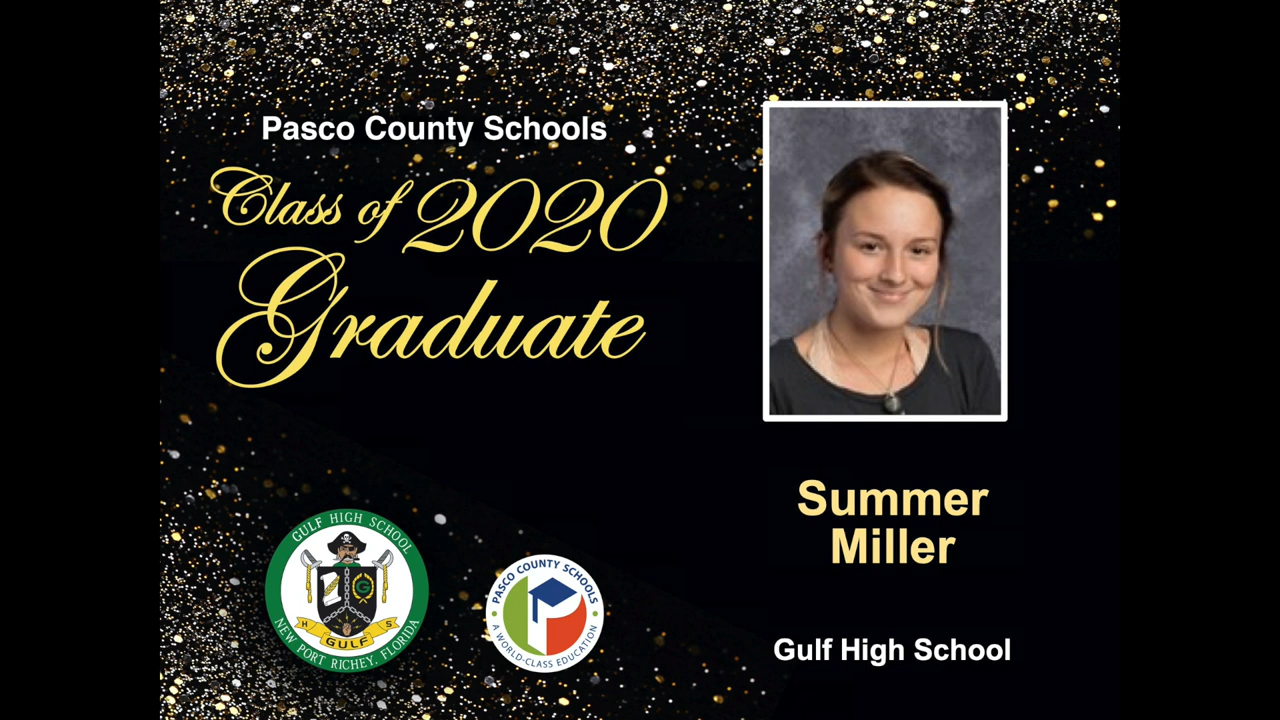 Pasco County Schools
Class of 2020
Graduate
Summer
Miller
Gulf High School
GULF HIGH SCHOOL
G
H S
GULF
NEW PORT RICHEY, FLORIDA
PASCO COUNTY SCHOOLS
A WORLD-CLASS EDUCATION